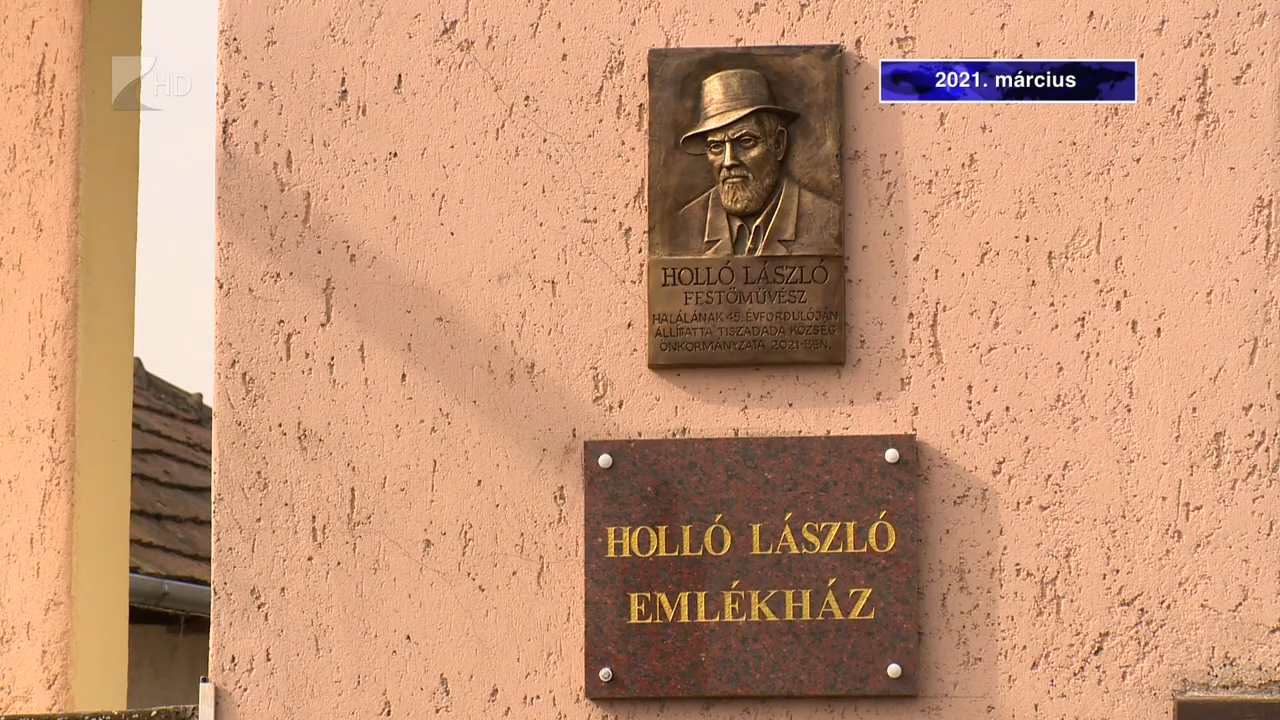 HD
2021. március
HOLLÓ LÁSZLÓ
FESTŐMŰVÉSZ
HALÁLÁNAK 45. ÉVFORDULÓJÁN
ÁLLÍTATTA TISZADADA KÖZSÉG
ÖNKORMÁNYZATA 2021-BEN.
HOLLÓ LÁSZLÓ
EMLÉKHÁZ